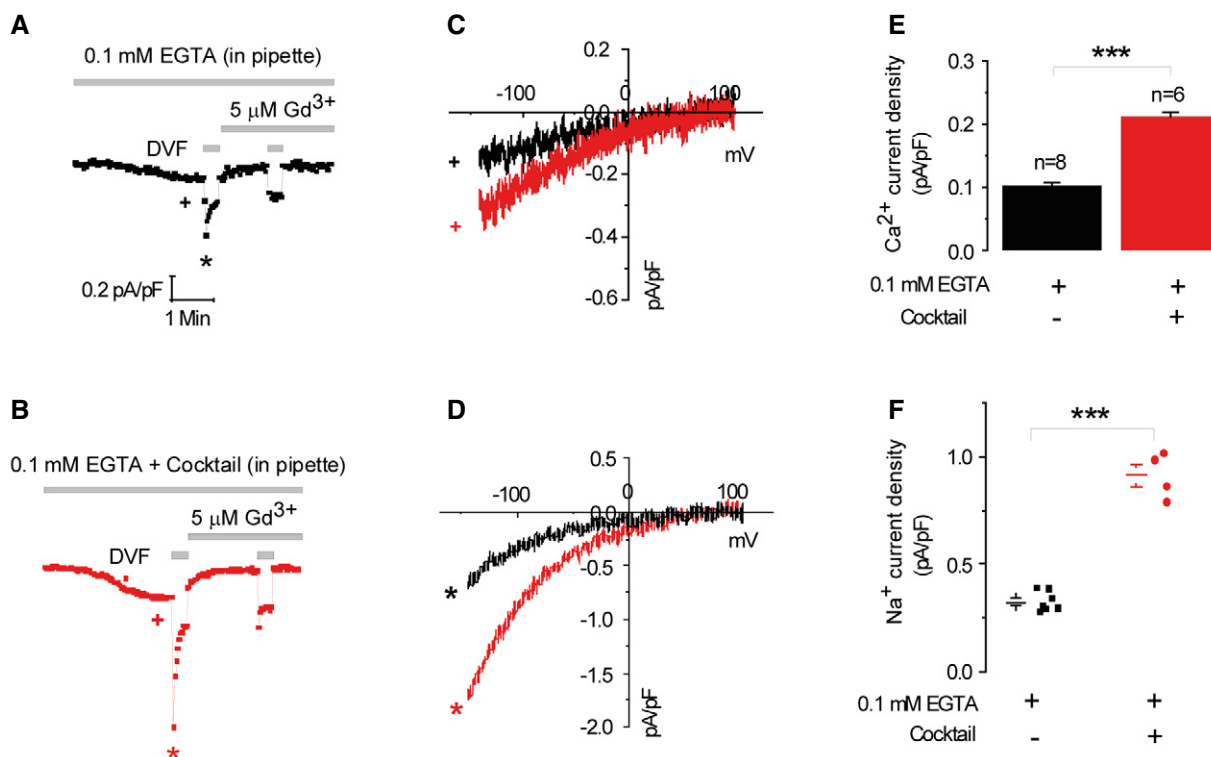 A
0.1 mM EGTA (in pipette)
5 μM Gd3+
DVF
+
*
0.2 pA/pF
1 Min
B
0.1 mM EGTA + Cocktail (in pipette)
5 μM Gd3+
DVF
+
*
C
0.2
-100 0 100
0.0
mV
-0.2
-0.4
-0.6
pA/pF
+
+
D
0.5
-100 0 100
0.0
mV
-0.5
-1.0
-1.5
-2.0
pA/pF
*
*
E
***
0.3
0.2
0.1
0.0
Ca2+ current density
(pA/pF)
n=8
n=6
0.1 mM EGTA + +
Cocktail - +
F
***
1.0
0.5
0.0
Na+ current density
(pA/pF)
0.1 mM EGTA + +
Cocktail - +